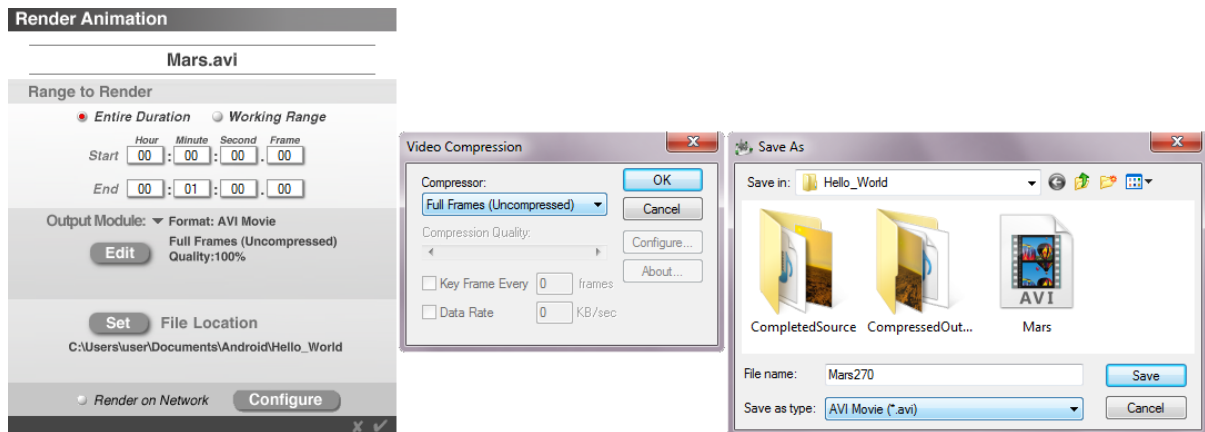 Render Animation
Mars.avi
Range to Render
Entire Duration Working Range
Hour Minute Second Frame
Start 00 : 00 : 00 . 00
End 00 : 01 : 00 . 00
Output Module: Format: AVI Movie
Full Frames (Uncompressed)
Edit Quality:100%
Set File Location
C:\Users\user\Documents\Android\Hello_World
Render on Network Configure
Video Compression
Compressor:
Full Frames (Uncompressed)
OK
Cancel
Compression Quality:
Configure...
About...
Key Frame Every 0 frames
Data Rate 0 KB/sec
Save As
Save in: Hello_World
AVI
CompletedSource CompressedOut... Mars
File name: Mars270 Save
Save as type: AVI Movie (*.avi) Cancel